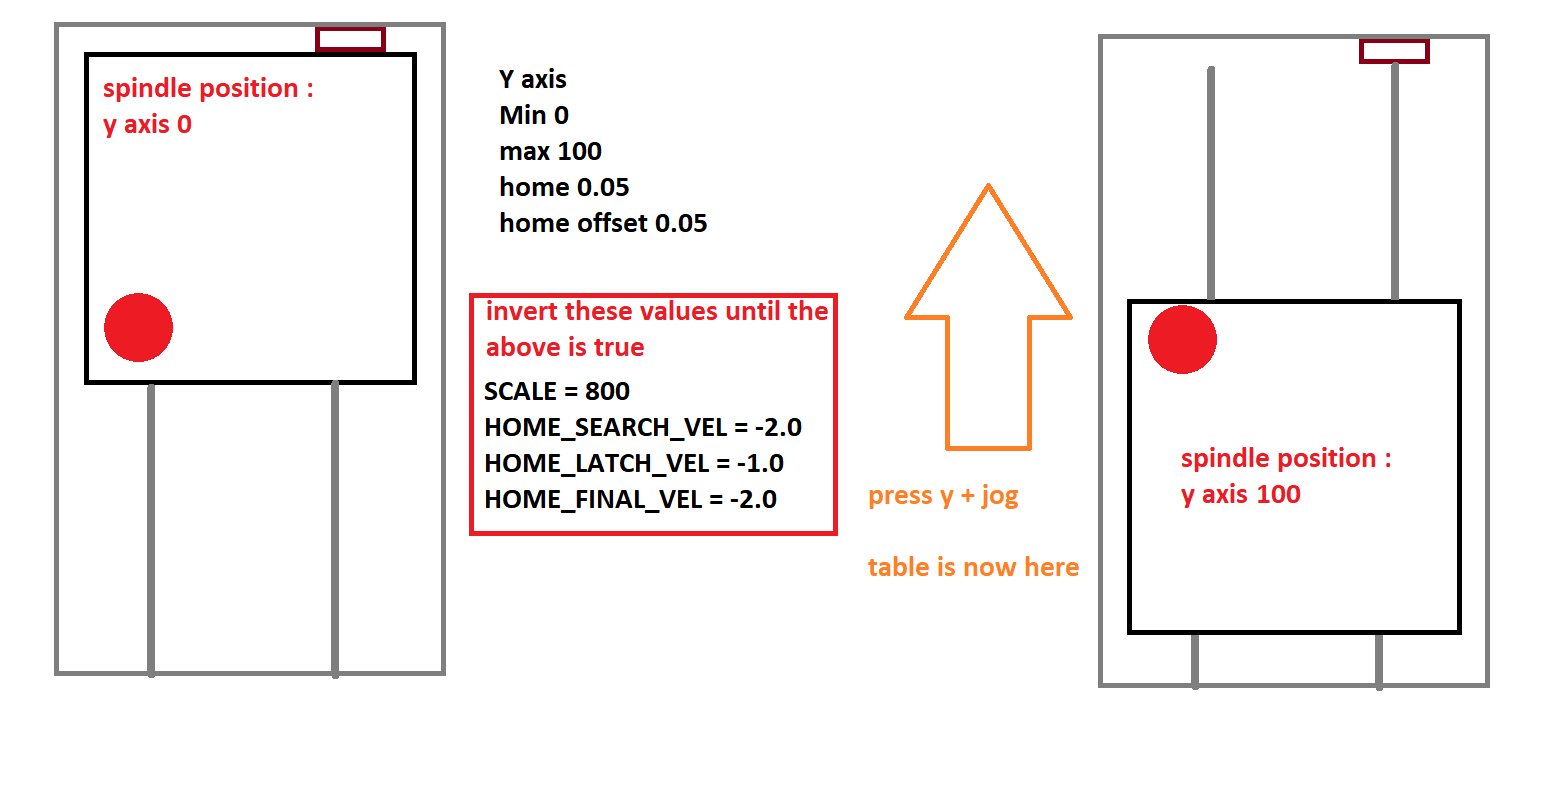 spindle position :
y axis 0
Y axis
Min 0
max 100
home 0.05
home offset 0.05
invert these values until the
above is true
SCALE = 800
HOME_SEARCH_VEL = -2.0
HOME_LATCH_VEL = -1.0
HOME_FINAL_VEL = -2.0
press y + jog
table is now here
spindle position :
y axis 100